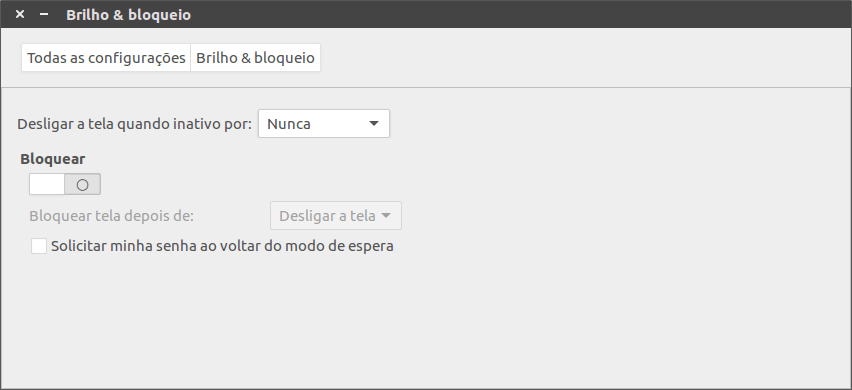 Brilho & bloqueio
Todas as configurações Brilho & bloqueio
Desligar a tela quando inativo por: Nunca
Bloquear
Bloquear tela depois de: Desligar a tela
Solicitar minha senha ao voltar do modo de espera